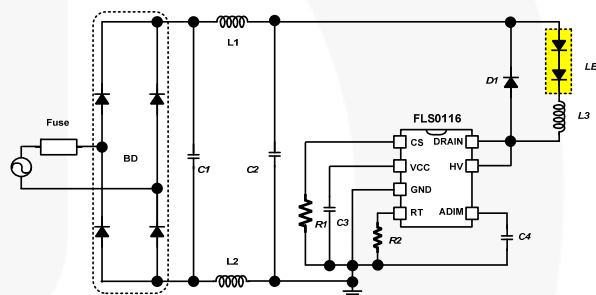 L1
LE
D1
L3
Fuse
FLS0116
BD
C1
C2
CS
DRAIN
VCC
HV
GND
RT
ADIM
R1
C3
R2
C4
L2